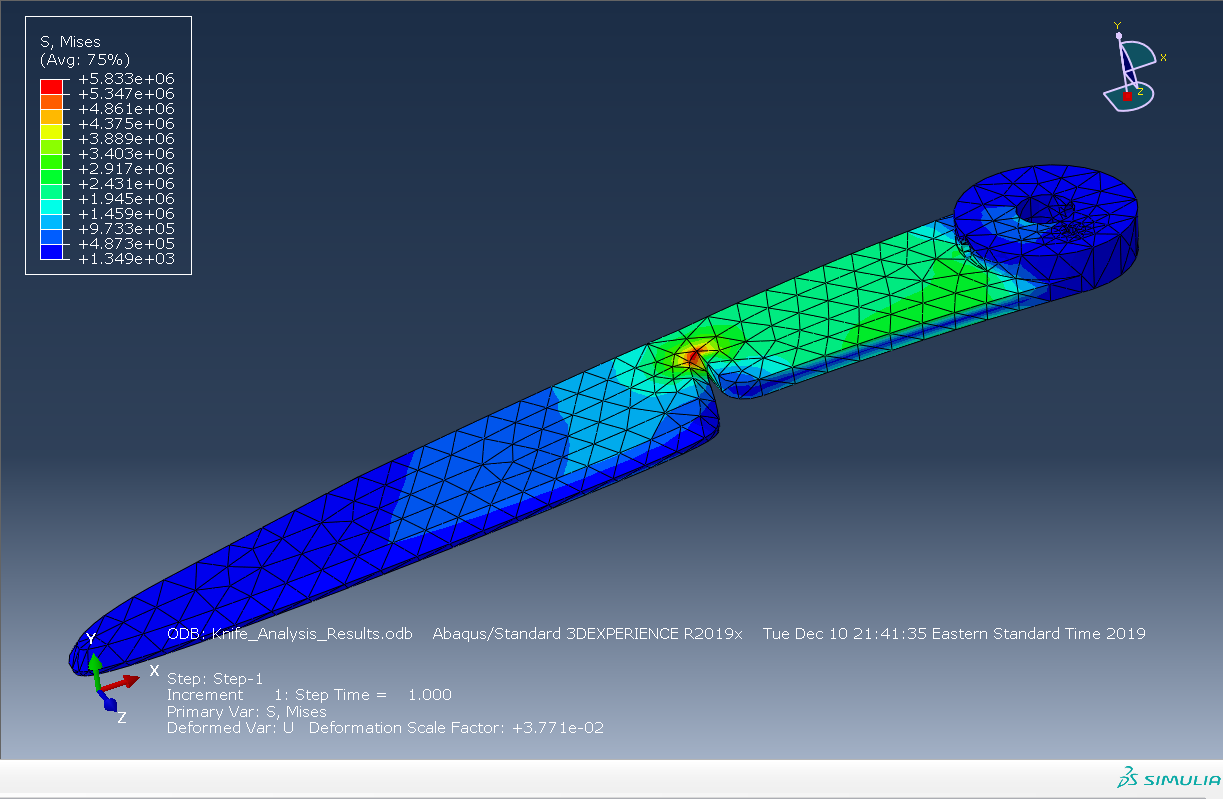 S, Mises
(Avg: 75%)
+5.833e+06
+5.347e+06
+4.861e+06
+4.375e+06
+3.889e+06
+3.403e+06
+2.917e+06
+2.431e+06
+1.945e+06
+1.459e+06
+9.733e+05
+4.873e+05
+1.349e+03
Y
X
Z
Y
X
Z
ODB: Knife_Analysis_Results.odb Abaqus/Standard 3DEXPERIENCE R2019x Tue Dec 10 21:41:35 Eastern Standard Time 2019
Step: Step-1
Increment 1: Step Time = 1.000
Primary Var: S, Mises
Deformed Var: U Deformation Scale Factor: +3.771e-02
SIMULIA